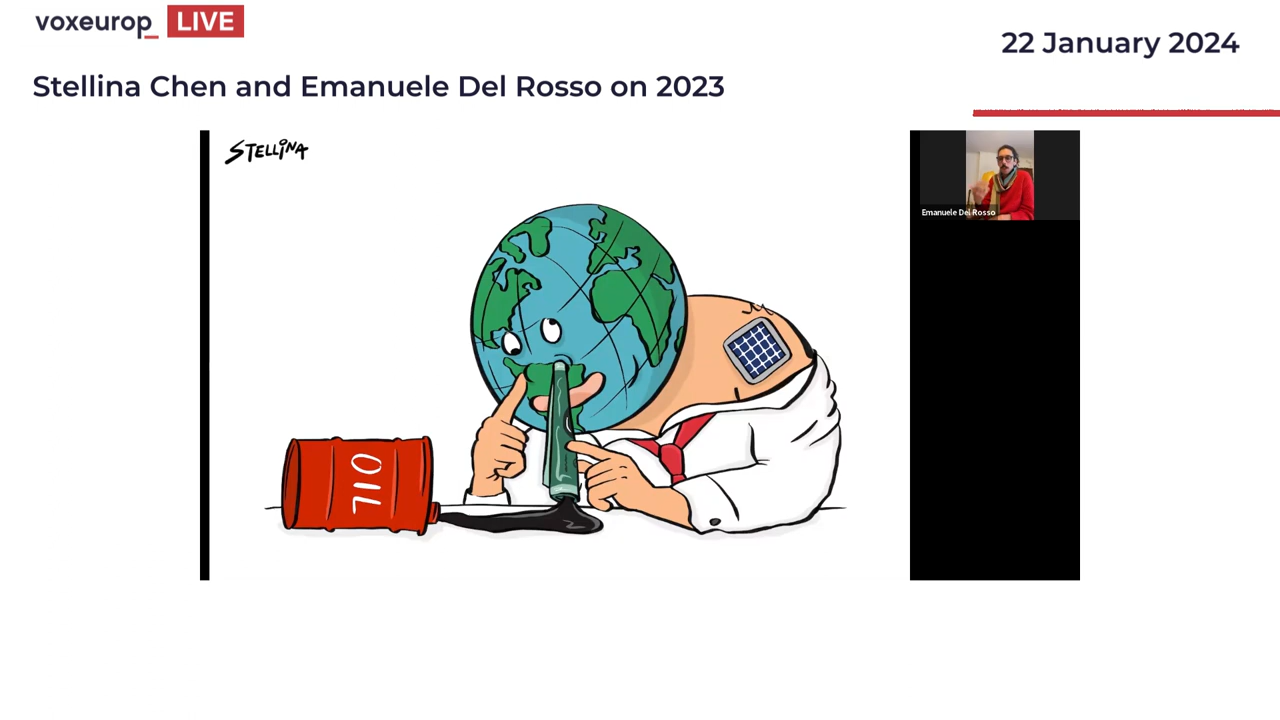 voxeurop_ LIVE
22 January 2024
Stellina Chen and Emanuele Del Rosso on 2023
STELLINA
Emanuele Del Rosso
OIL